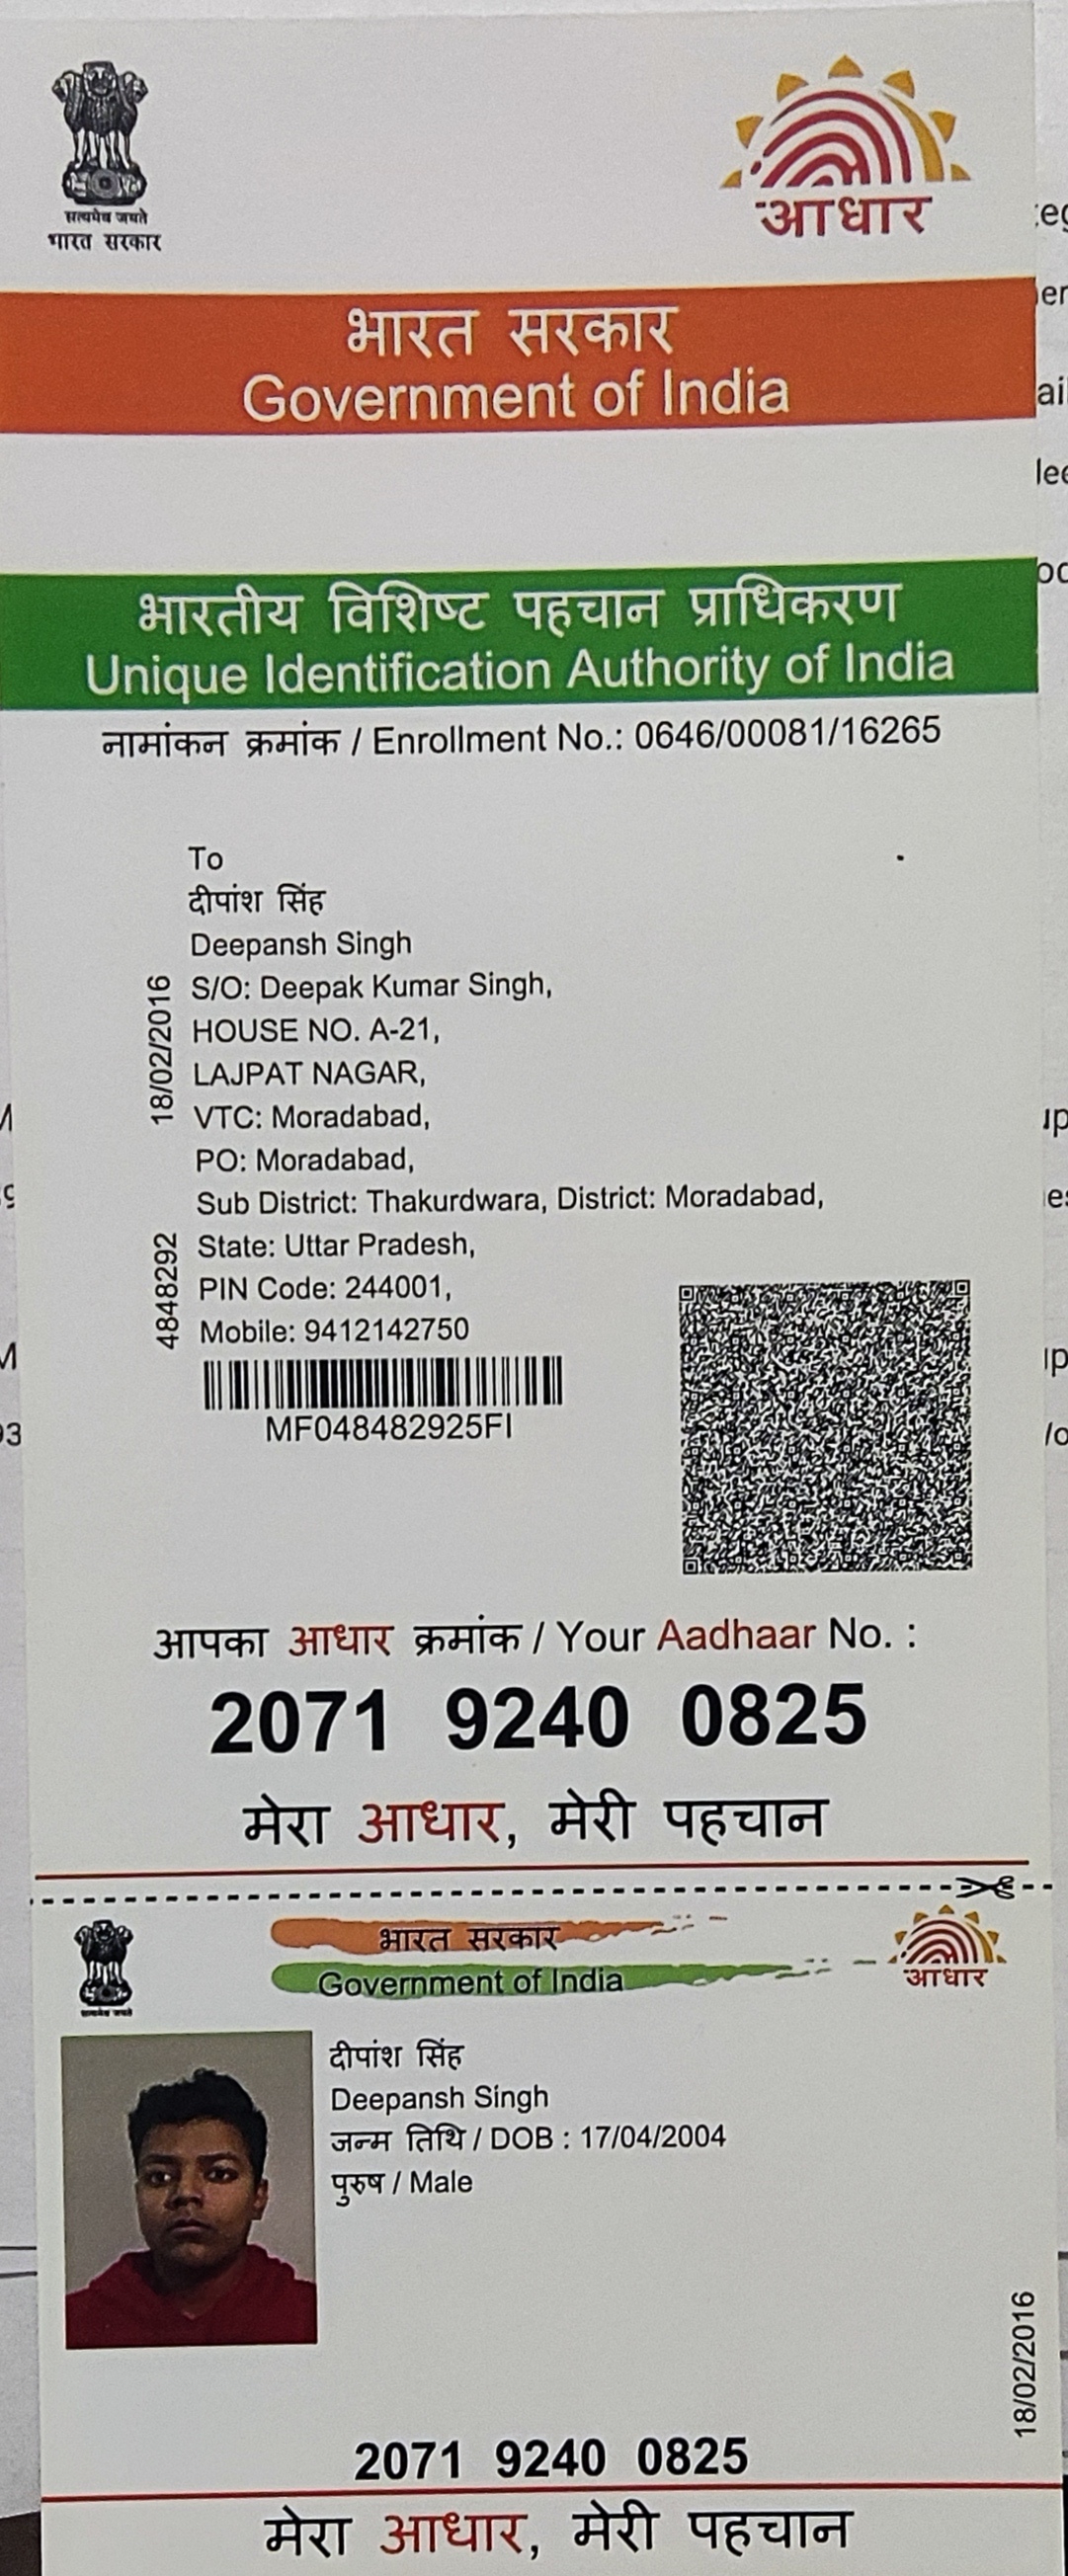 सत्यमेव जयते
भारत सरकार
आधार
भारत सरकार
Government of India
भारतीय विशिष्ट पहचान प्राधिकरण
Unique Identification Authority of India
नामांकन क्रमांक / Enrollment No.: 0646/00081/16265
To
दीपांश सिंह
Deepansh Singh
S/O: Deepak Kumar Singh,
HOUSE NO. A-21,
LAJPAT NAGAR,
VTC: Moradabad,
PO: Moradabad,
Sub District: Thakurdwara, District: Moradabad,
State: Uttar Pradesh,
PIN Code: 244001,
Mobile: 9412142750
18/02/2016
4848292
MF048482925FI
आपका आधार क्रमांक / Your Aadhaar No. :
2071 9240 0825
मेरा आधार, मेरी पहचान
भारत सरकार
Government of India
आधार
दीपांश सिंह
Deepansh Singh
जन्म तिथि / DOB : 17/04/2004
पुरुष / Male
18/02/2016
2071 9240 0825
मेरा आधार, मेरी पहचान